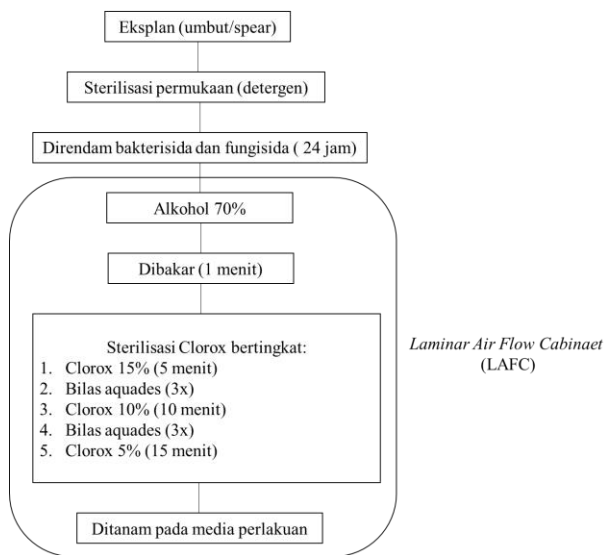 Eksplan (umbut/spear)
Sterilisasi permukaan (detergen)
Direndam bakterisida dan fungisida ( 24 jam)
Alkohol 70%
Dibakar (1 menit)
Sterilisasi Clorox bertingkat:
1. Clorox 15% (5 menit)
2. Bilas aquades (3x)
3. Clorox 10% (10 menit)
4. Bilas aquades (3x)
5. Clorox 5% (15 menit)
Laminar Air Flow Cabinaet
(LAFC)
Ditanam pada media perlakuan